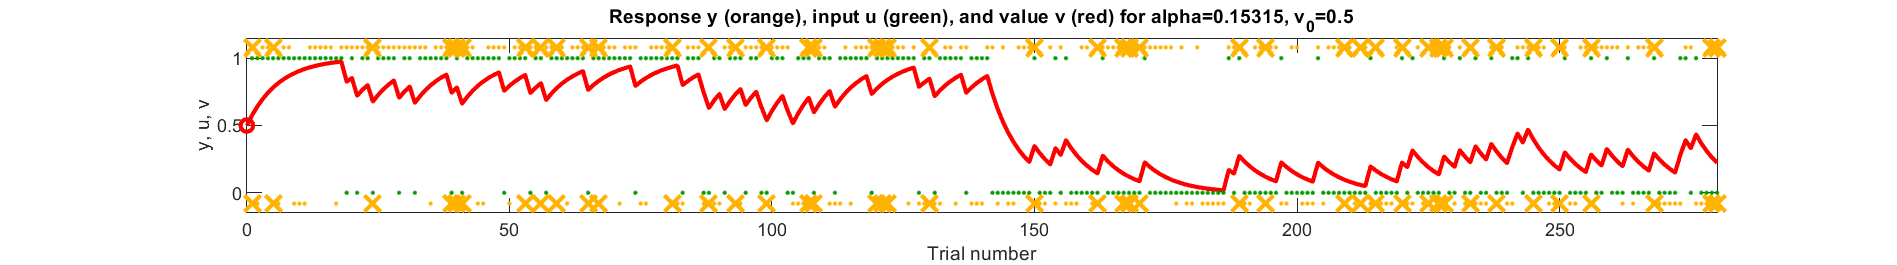 Response y (orange), input u (green), and value v (red) for alpha=0.15315, v0=0.5
y, u, v
1
0.5
0
0 50 100 150 200 250
Trial number